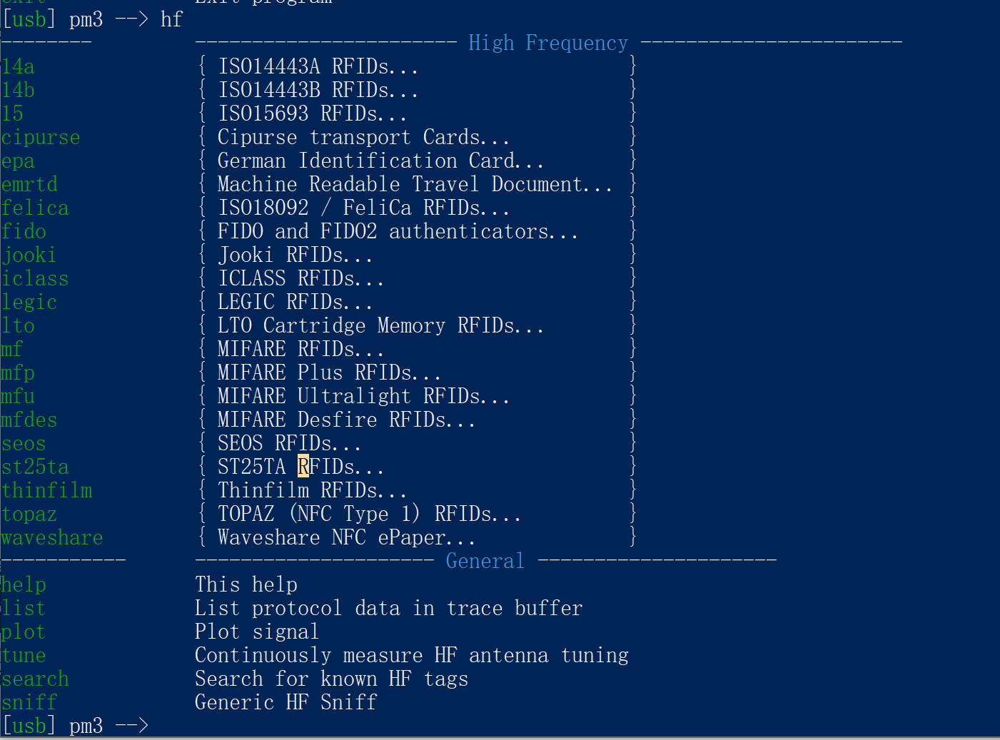 exit Exit program
[usb] pm3 --> hf
-------- ----------------------- High Frequency -----------------------
14a { ISO14443A RFIDs... }
14b { ISO14443B RFIDs... }
15 { ISO15693 RFIDs... }
cipurse { Cipurse transport Cards... }
epa { German Identification Card... }
emrtd { Machine Readable Travel Document... }
felica { ISO18092 / FeliCa RFIDs... }
fido { FIDO and FIDO2 authenticators... }
jooki { Jooki RFIDs... }
iclass { ICLASS RFIDs... }
legic { LEGIC RFIDs... }
lto { LTO Cartridge Memory RFIDs... }
mf { MIFARE RFIDs... }
mfp { MIFARE Plus RFIDs... }
mfu { MIFARE Ultralight RFIDs... }
mfdes { MIFARE Desfire RFIDs... }
seos { SEOS RFIDs... }
st25ta { ST25TA RFIDs... }
thinfilm { Thinfilm RFIDs... }
topaz { TOPAZ (NFC Type 1) RFIDs... }
waveshare { Waveshare NFC ePaper... }
----------- --------------------- General ---------------------
help This help
list List protocol data in trace buffer
plot Plot signal
tune Continuously measure HF antenna tuning
search Search for known HF tags
sniff Generic HF Sniff
[usb] pm3 -->